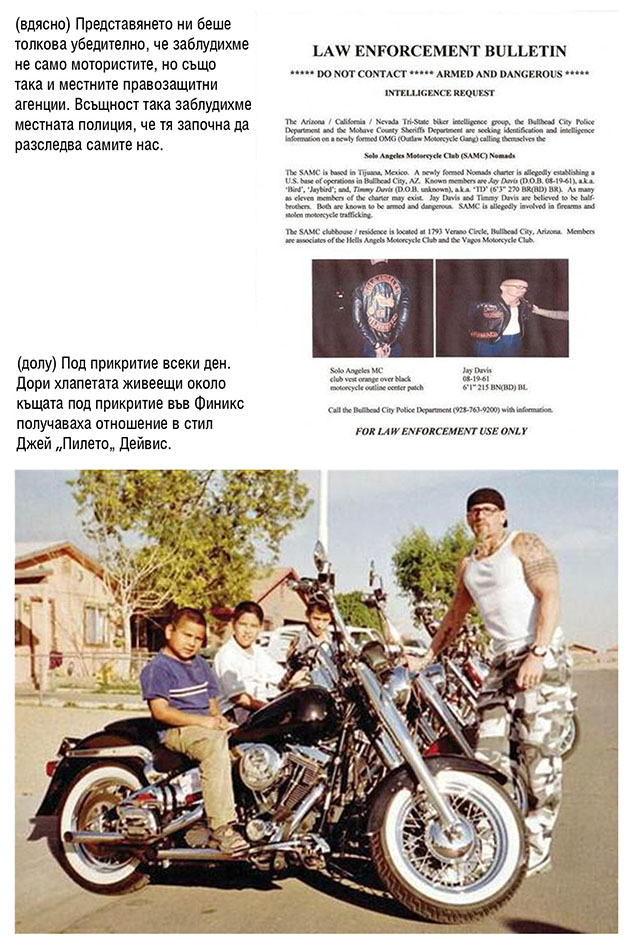 (вдясно) Представянето ни беше
толкова убедително, че заблудихме
не само мотористите, но също
така и местните правозащитни
агенции. Всъщност така заблудихме
местната полиция, че тя започна да
разследва самите нас.
LAW ENFORCEMENT BULLETIN
***** DO NOT CONTACT ***** ARMED AND DANGEROUS *****
INTELLIGENCE REQUEST
The Arizona / California / Nevada Tri-State biker intelligence group, the Bullhead City Police
Department and the Mohave County Sheriffs Department are seeking identification and intelligence
information on a newly formed OMG (Outlaw Motorcycle Gang) calling themselves the
Solo Angeles Motorcycle Club (SAMC) Nomads
The SAMC is based in Tijuana, Mexico. A newly formed Nomads charter is allegedly establishing a
U.S. base of operations in Bullhead City, AZ. Known members are Jay Davis (D.O.B. 08-19-61), a.k.a.
'Bird', 'Jaybird'; and, Timmy Davis (D.O.B. unknown), a.k.a. 'TD' (6'3" 270 BR(BD) BR). As many
as eleven members of the charter may exist. Jay Davis and Timmy Davis are believed to be half-
brothers. Both are known to be armed and dangerous. SAMC is allegedly involved in firearms and
stolen motorcycle trafficking.
The SAMC clubhouse / residence is located at 1793 Verano Circle, Bullhead City, Arizona. Members
are associates of the Hells Angels Motorcycle Club and the Vagos Motorcycle Club.
Solo Angeles MC
club vest orange over black
motorcycle outline center patch
Jay Davis
08-19-61
6'1" 215 BN(BD) BL
Call the Bullhead City Police Department (928-763-9200) with information.
FOR LAW ENFORCEMENT USE ONLY
(долу) Под прикритие всеки ден.
Дори хлапетата живеещи около
къщата под прикритие във Финикс
получаваха отношение в стил
Джей „Пилето„ Дейвис.